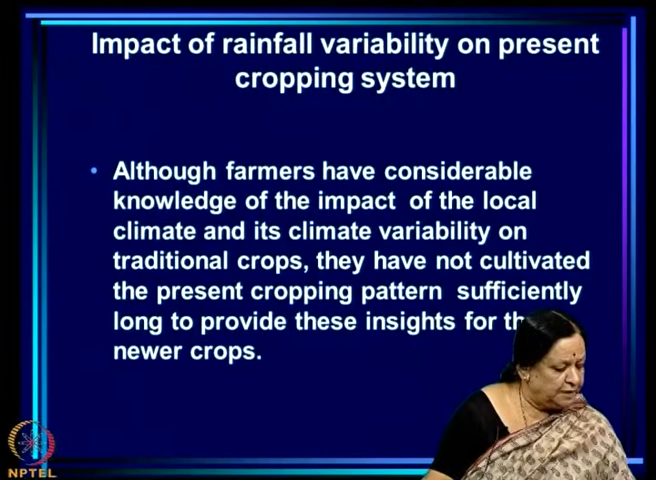 Impact of rainfall variability on present
cropping system
• Although farmers have considerable
knowledge of the impact of the local
climate and its climate variability on
traditional crops, they have not cultivated
the present cropping pattern sufficiently
long to provide these insights for
newer crops.
NPTEL